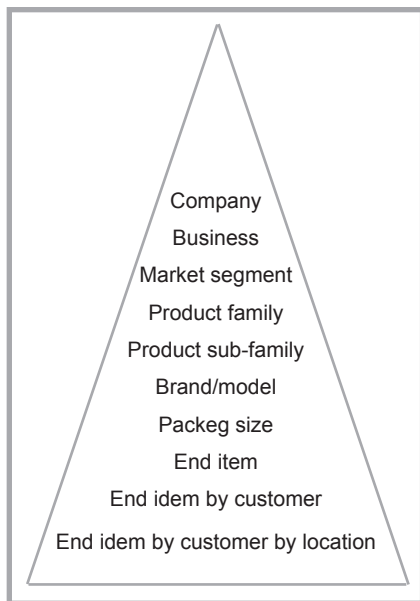 Company
Business
Market segment
Product family
Product sub-family
Brand/model
Packeg size
End item
End idem by customer
End idem by customer by location